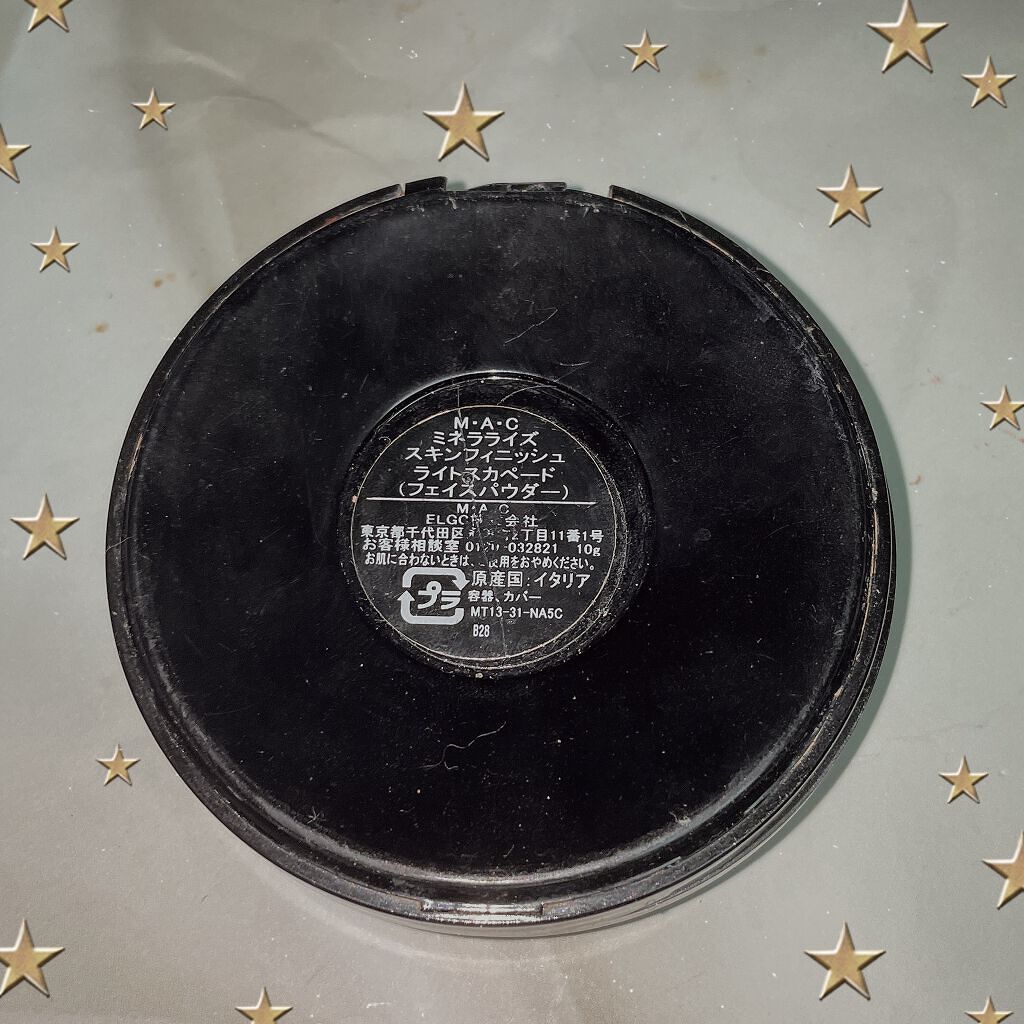 M・A・C
ミネラライズ
スキンフィニッシュ
ライトスカペード
(フェイスパウダー)
M・A・C
ELGC 会社
東京都千代田区 2丁目11番1号
お客様相談室 032821 10g
お肌に合わないときは、 使用をおやめください。
プラ 原産国:イタリア
容器、カバー
MT13-31-NA5C
B28